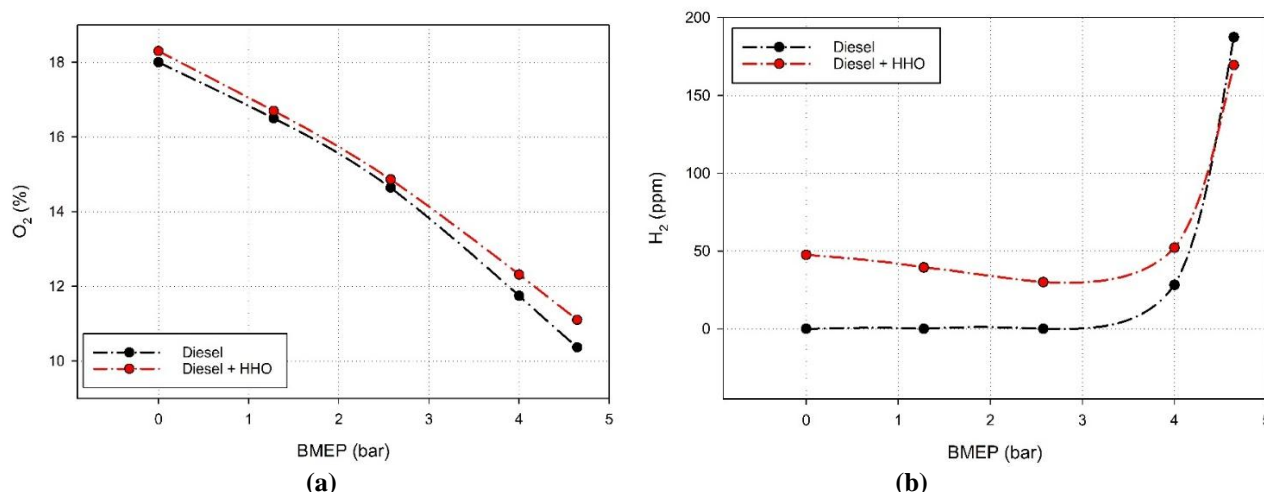 18
16
14
12
10
O2 (%)
Diesel
Diesel + HHO
0 1 2 3 4 5
BMEP (bar)
(a)
200
150
100
50
0
H2 (ppm)
Diesel
Diesel + HHO
0 1 2 3 4 5
BMEP (bar)
(b)